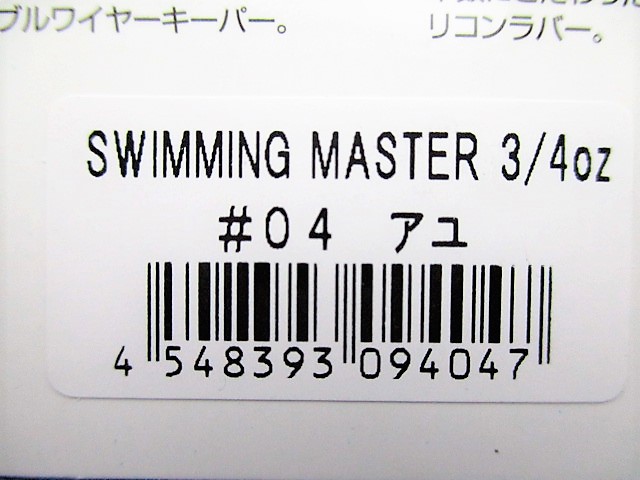 ブルワイヤーキーパー。
リコンラバー。
SWIMMING MASTER 3/4oz
#04 アユ
4 548393 094047